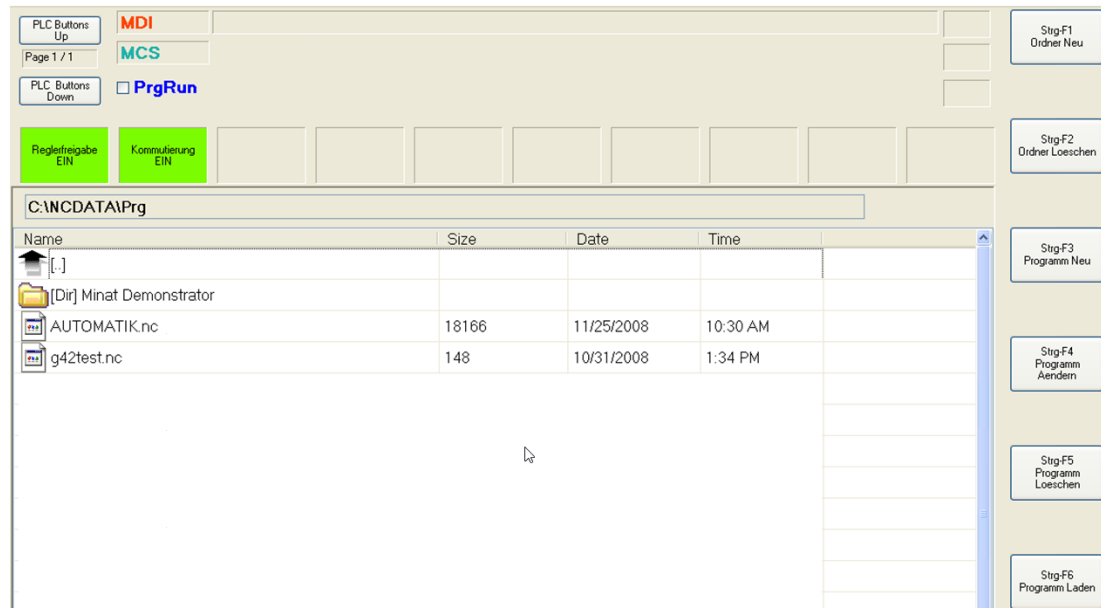 PLC Buttons
Up
MDI
Page 1 / 1
MCS
PLC Buttons
Down
PrgRun
Reglerfreigabe
EIN
Kommutierung
EIN
C:\NCDATA\Prg
Name Size Date Time
[..]
[Dir] Minat Demonstrator
AUTOMATIK.nc 18166 11/25/2008 10:30 AM
g42test.nc 148 10/31/2008 1:34 PM
Strg-F1
Ordner Neu
Strg-F2
Ordner Loeschen
Strg-F3
Programm Neu
Strg-F4
Programm
Aendern
Strg-F5
Programm
Loeschen
Strg-F6
Programm Laden